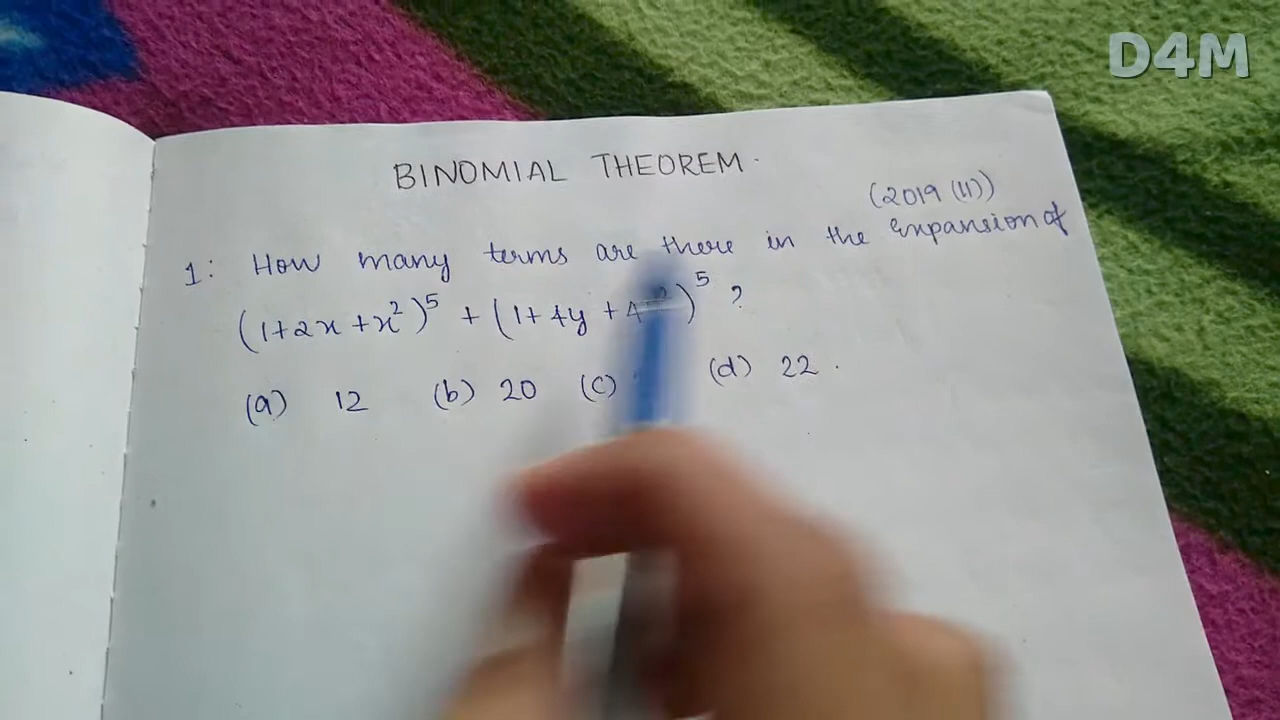 D4M
BINOMIAL THEOREM.
(2019 (II))
1: How many terms are there in the Expansion of
(1+2x+x²)⁵ + (1+4y+4 )⁵ ?
(a) 12 (b) 20 (c) (d) 22.